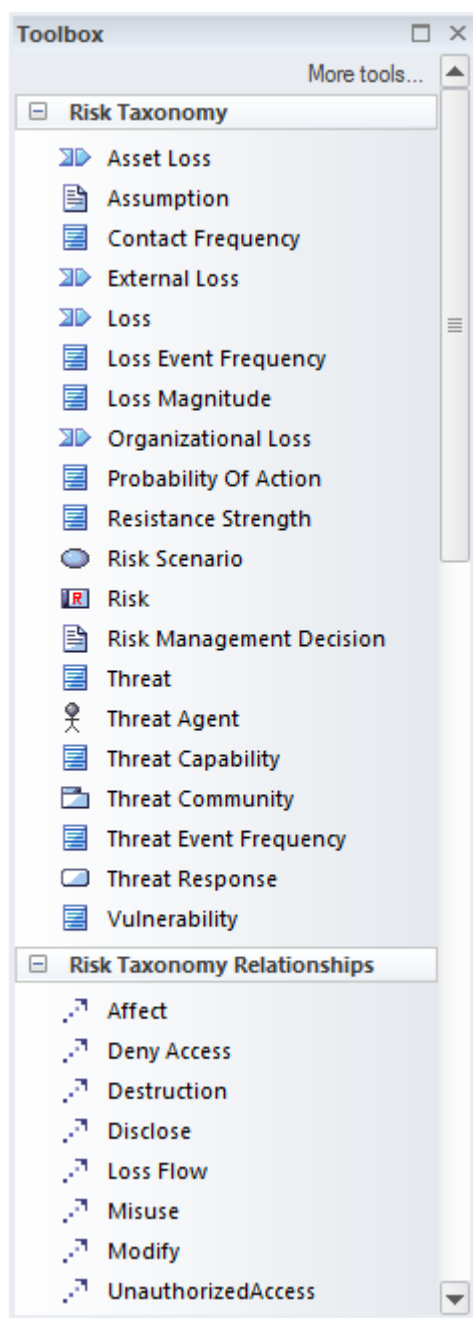 Toolbox
More tools...
Risk Taxonomy
Asset Loss
Assumption
Contact Frequency
External Loss
Loss
Loss Event Frequency
Loss Magnitude
Organizational Loss
Probability Of Action
Resistance Strength
Risk Scenario
R Risk
Risk Management Decision
Threat
Threat Agent
Threat Capability
Threat Community
Threat Event Frequency
Threat Response
Vulnerability
Risk Taxonomy Relationships
Affect
Deny Access
Destruction
Disclose
Loss Flow
Misuse
Modify
UnauthorizedAccess